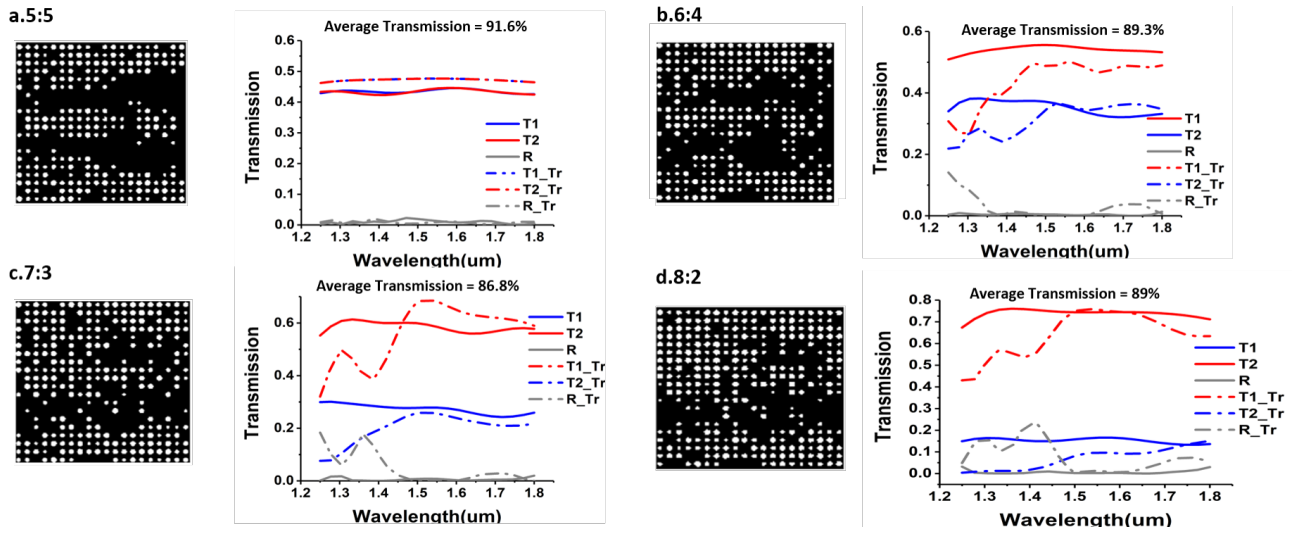 a.5:5
Average Transmission = 91.6%
0.6
0.5
0.4
0.3
0.2
0.1
0.0
Transmission
T1
T2
R
T1_Tr
T2_Tr
R_Tr
1.2 1.3 1.4 1.5 1.6 1.7 1.8
Wavelength(um)
b.6:4
Average Transmission = 89.3%
0.6
0.4
0.2
0.0
Transmission
T1
T2
R
T1_Tr
T2_Tr
R_Tr
1.2 1.3 1.4 1.5 1.6 1.7 1.8
Wavelength(um)
c.7:3
Average Transmission = 86.8%
0.6
0.4
0.2
0.0
Transmission
T1
T2
R
T1_Tr
T2_Tr
R_Tr
1.2 1.3 1.4 1.5 1.6 1.7 1.8
Wavelength(um)
d.8:2
Average Transmission = 89%
0.8
0.7
0.6
0.5
0.4
0.3
0.2
0.1
0.0
Transmission
T1
T2
R
T1_Tr
T2_Tr
R_Tr
1.2 1.3 1.4 1.5 1.6 1.7 1.8
Wavelength(um)